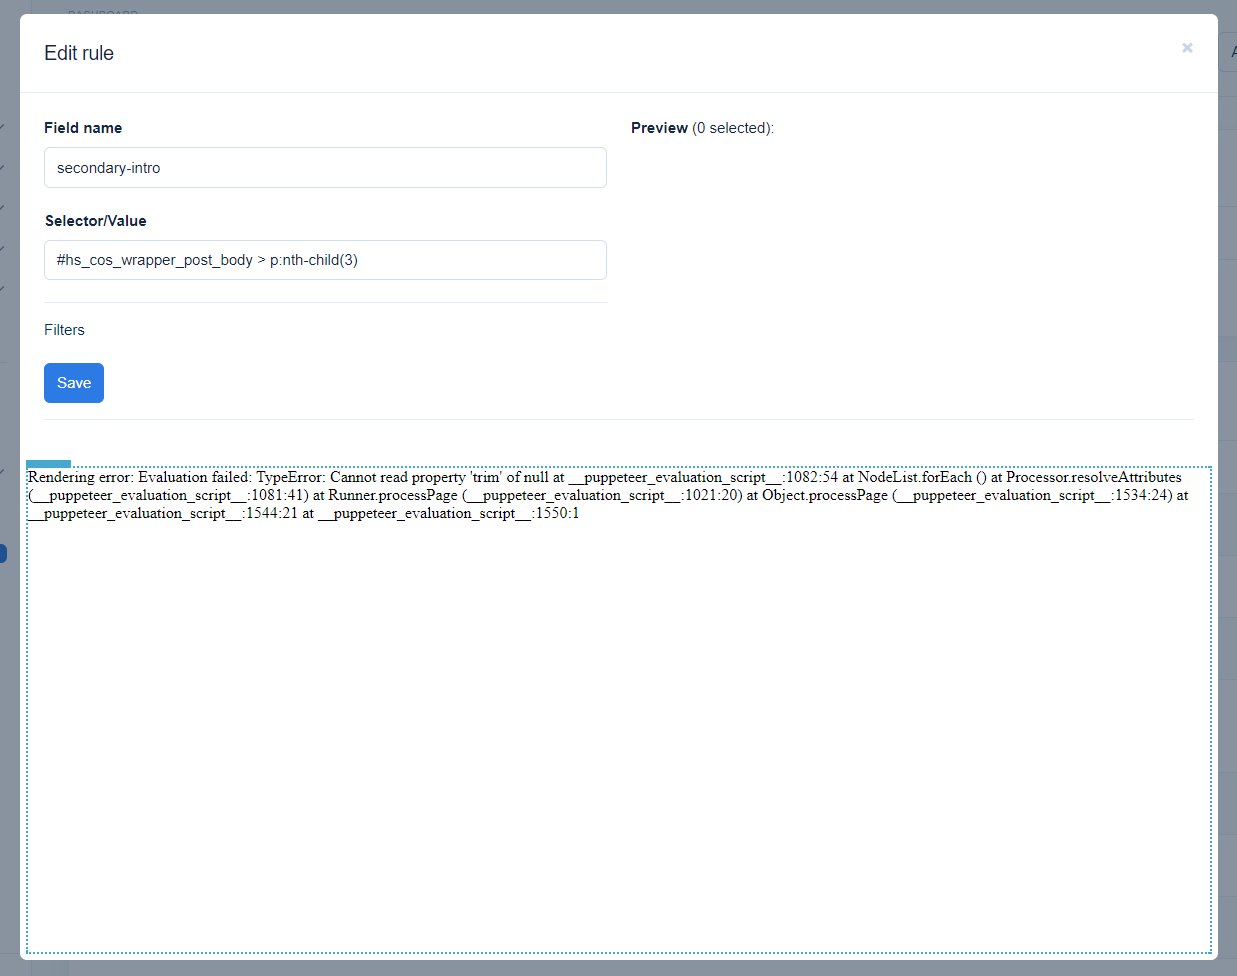 Edit rule
×
Field name
Preview (0 selected):
secondary-intro
Selector/Value
#hs_cos_wrapper_post_body > p:nth-child(3)
Filters
Save
Rendering error: Evaluation failed: TypeError: Cannot read property 'trim' of null at __puppeteer_evaluation_script__:1082:54 at NodeList.forEach () at Processor.resolveAttributes
(__puppeteer_evaluation_script__:1081:41) at Runner.processPage (__puppeteer_evaluation_script__:1021:20) at Object.processPage (__puppeteer_evaluation_script__:1534:24) at
__puppeteer_evaluation_script__:1544:21 at __puppeteer_evaluation_script__:1550:1